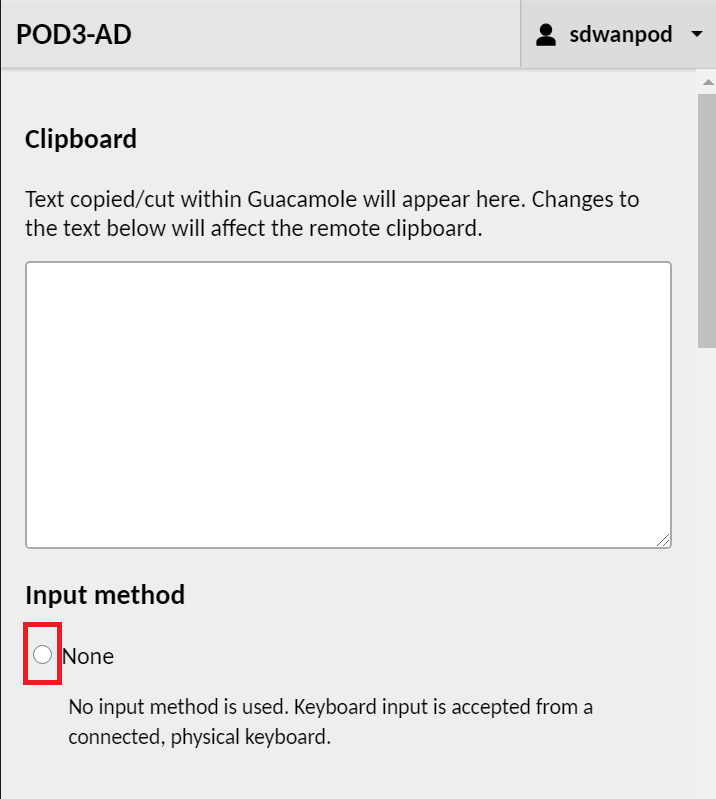 POD3-AD
sdwanpod
Clipboard
Text copied/cut within Guacamole will appear here. Changes to
the text below will affect the remote clipboard.
Input method
None
No input method is used. Keyboard input is accepted from a
connected, physical keyboard.